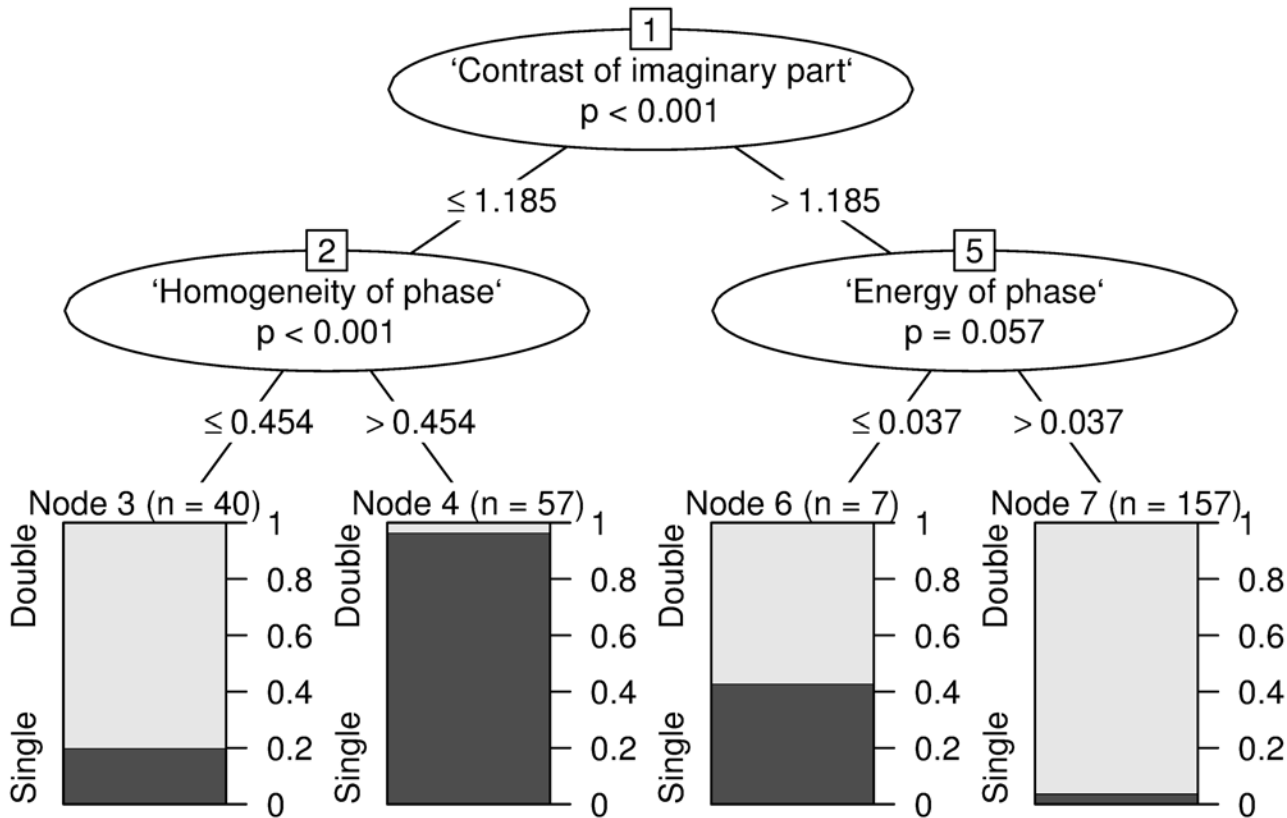 1
‘Contrast of imaginary part‘
p < 0.001
≤ 1.185
> 1.185
2
‘Homogeneity of phase‘
p < 0.001
5
‘Energy of phase‘
p = 0.057
≤ 0.454
> 0.454
≤ 0.037
> 0.037
Node 3 (n = 40)
Double
Single
1
0.8
0.6
0.4
0.2
0
Node 4 (n = 57)
Double
Single
1
0.8
0.6
0.4
0.2
0
Node 6 (n = 7)
Double
Single
1
0.8
0.6
0.4
0.2
0
Node 7 (n = 157)
Double
Single
1
0.8
0.6
0.4
0.2
0